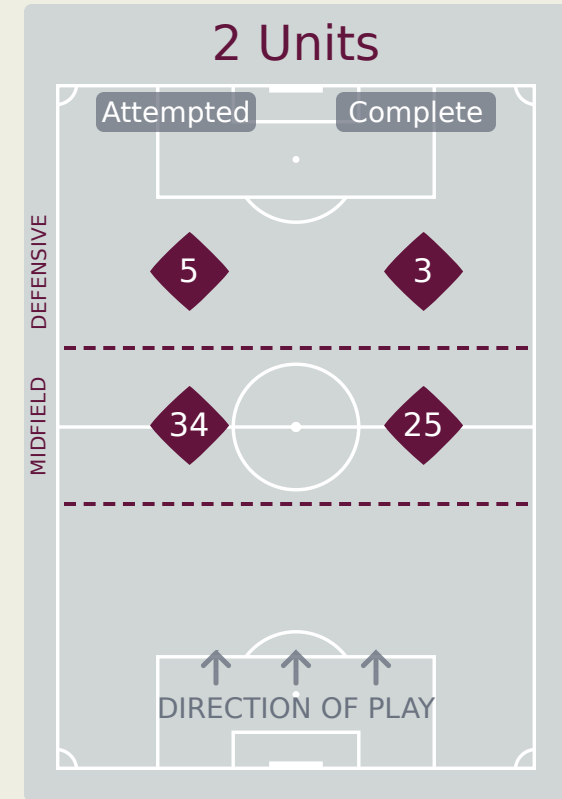 2 Units
Attempted Complete
DEFENSIVE
5 3
MIDFIELD
34 25
DIRECTION OF PLAY